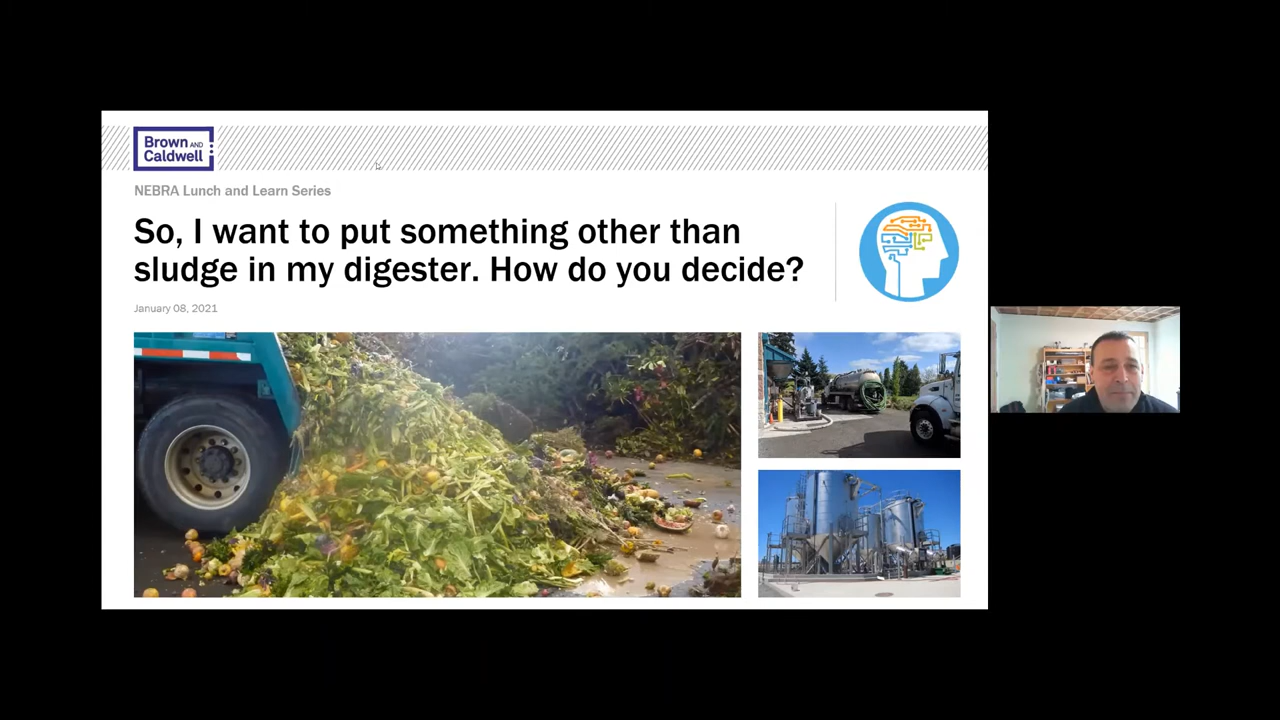 Brown AND
Caldwell
NEBRA Lunch and Learn Series
So, I want to put something other than
sludge in my digester. How do you decide?
January 08, 2021